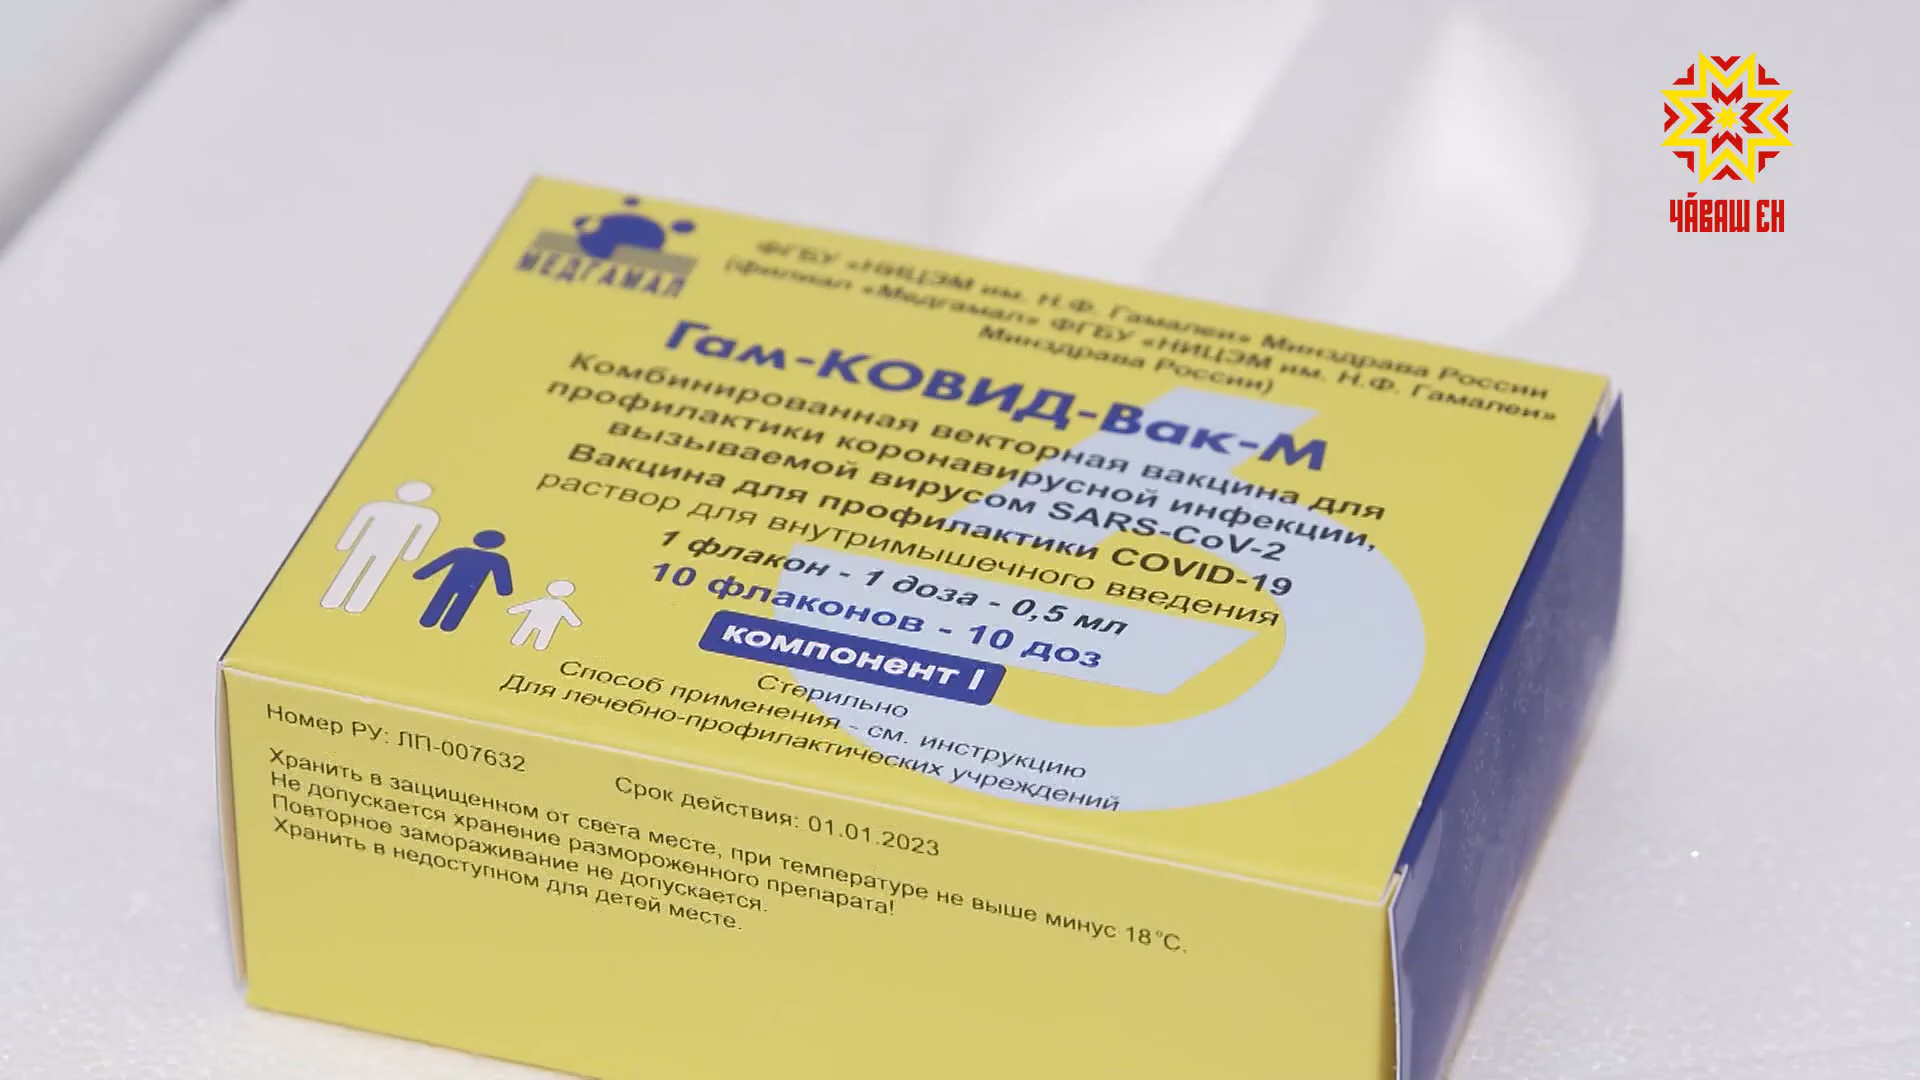 ЧӐВАШ ЕН
МЕДГАМАЛ
ФГБУ «НИЦЭМ им. Н.Ф. Гамалеи» Минздрава России
(филиал «Медгамал» ФГБУ «НИЦЭМ им. Н.Ф. Гамалеи»
Минздрава России)
Гам-КОВИД-Вак-М
Комбинированная векторная вакцина для
профилактики коронавирусной инфекции,
вызываемой вирусом SARS-CoV-2
Вакцина для профилактики COVID-19
раствор для внутримышечного введения
1 флакон - 1 доза - 0,5 мл
10 флаконов - 10 доз
компонент I
Стерильно
Способ применения - см. инструкцию
Для лечебно-профилактических учреждений
Номер РУ: ЛП-007632
Срок действия: 01.01.2023
Хранить в защищенном от света месте, при температуре не выше минус 18°С.
Не допускается хранение размороженного препарата!
Повторное замораживание не допускается.
Хранить в недоступном для детей месте.